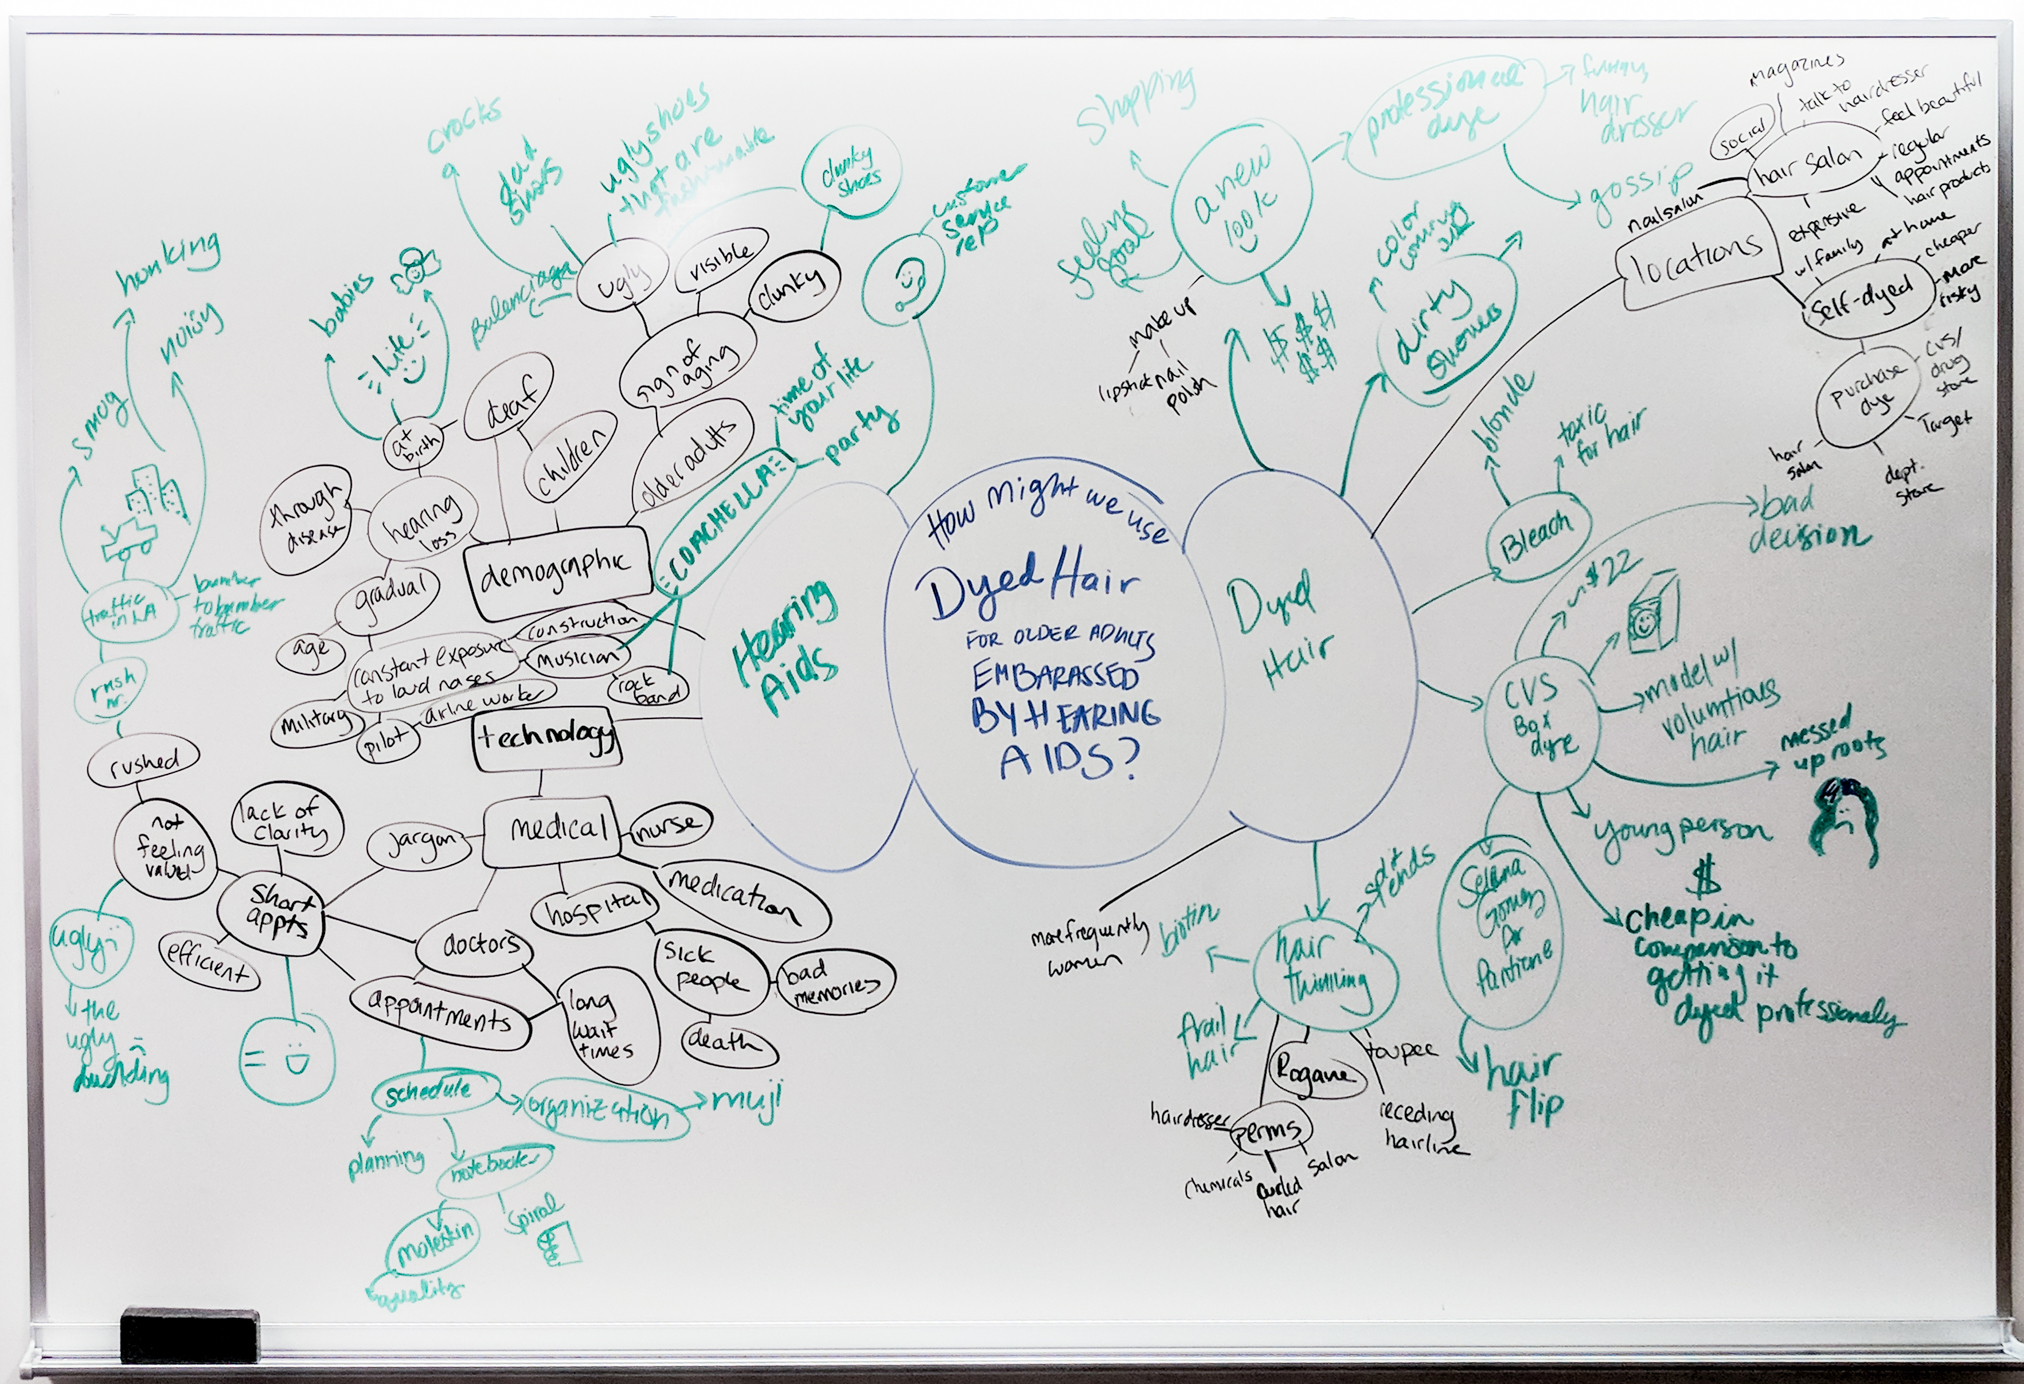 How might we use
Dyed Hair
FOR OLDER ADULTS
EMBARASSED
BY HEARING
AIDS?
Hearing
Aids
demographic
hearing
loss
through
disease
at
birth
life
babies
deaf
children
older adults
sign of
aging
ugly
visible
clunky
clunky
shoes
ugly shoes
that are
fashionable
dad
shoes
crocks
Balenciaga
gradual
age
constant exposure
to loud noises
construction
musician
rock
band
airline worker
pilot
military
COACHELLA
time of
your life
party
customer
service
rep
technology
medical
jargon
nurse
medication
hospital
sick
people
bad
memories
death
doctors
long
wait
times
appointments
short
appts
lack of
clarity
efficient
not
feeling
valued
rushed
rush
hr.
traffic
in LA
bumber
to bumber
traffic
smog
honking
noisy
ugly
the
ugly
duckling
schedule
planning
organization
muji
notebook
moleskin
quality
spiral
Dyed
Hair
a new
look
Shopping
feeling
good
make up
lipstick
nail
polish
$ $ $
$ $
professional
dye
funny
hair
dresser
gossip
dirty
showers
color
coming
out
locations
nail salon
hair salon
social
magazines
talk to
hairdresser
feel beautiful
regular
appointments
hair products
expensive
self-dyed
w/ family
at home
cheaper
more
risky
purchase
dye
CVS/
drug
store
Target
dept.
store
hair
salon
Bleach
blonde
toxic
for hair
CVS
Box
dye
bad
decision
$22
model w/
volumtious
hair
messed
up roots
young person
$
cheap in
comparison to
getting it
dyed professionaly
Selena
Gomez
for
Pantiene
hair
flip
hair
thinning
split
ends
biotin
frail
hair
Rogane
toupee
receding
hairline
perms
hairdresser
chemicals
curled
hair
salon
more frequently
women